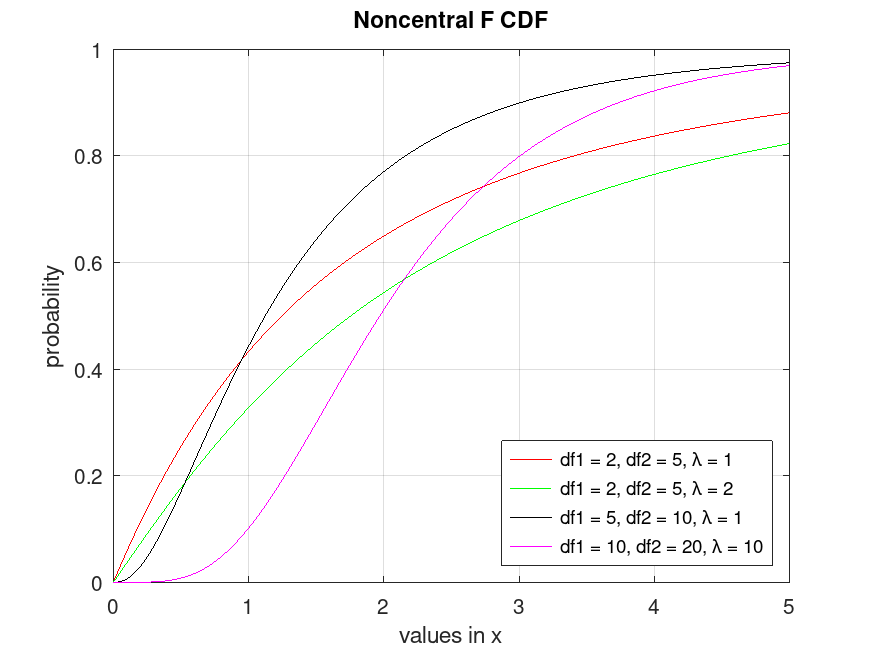 Noncentral F CDF
1
0.8
0.6
0.4
0.2
0
probability
df1 = 2, df2 = 5, λ = 1
df1 = 2, df2 = 5, λ = 2
df1 = 5, df2 = 10, λ = 1
df1 = 10, df2 = 20, λ = 10
0 1 2 3 4 5
values in x